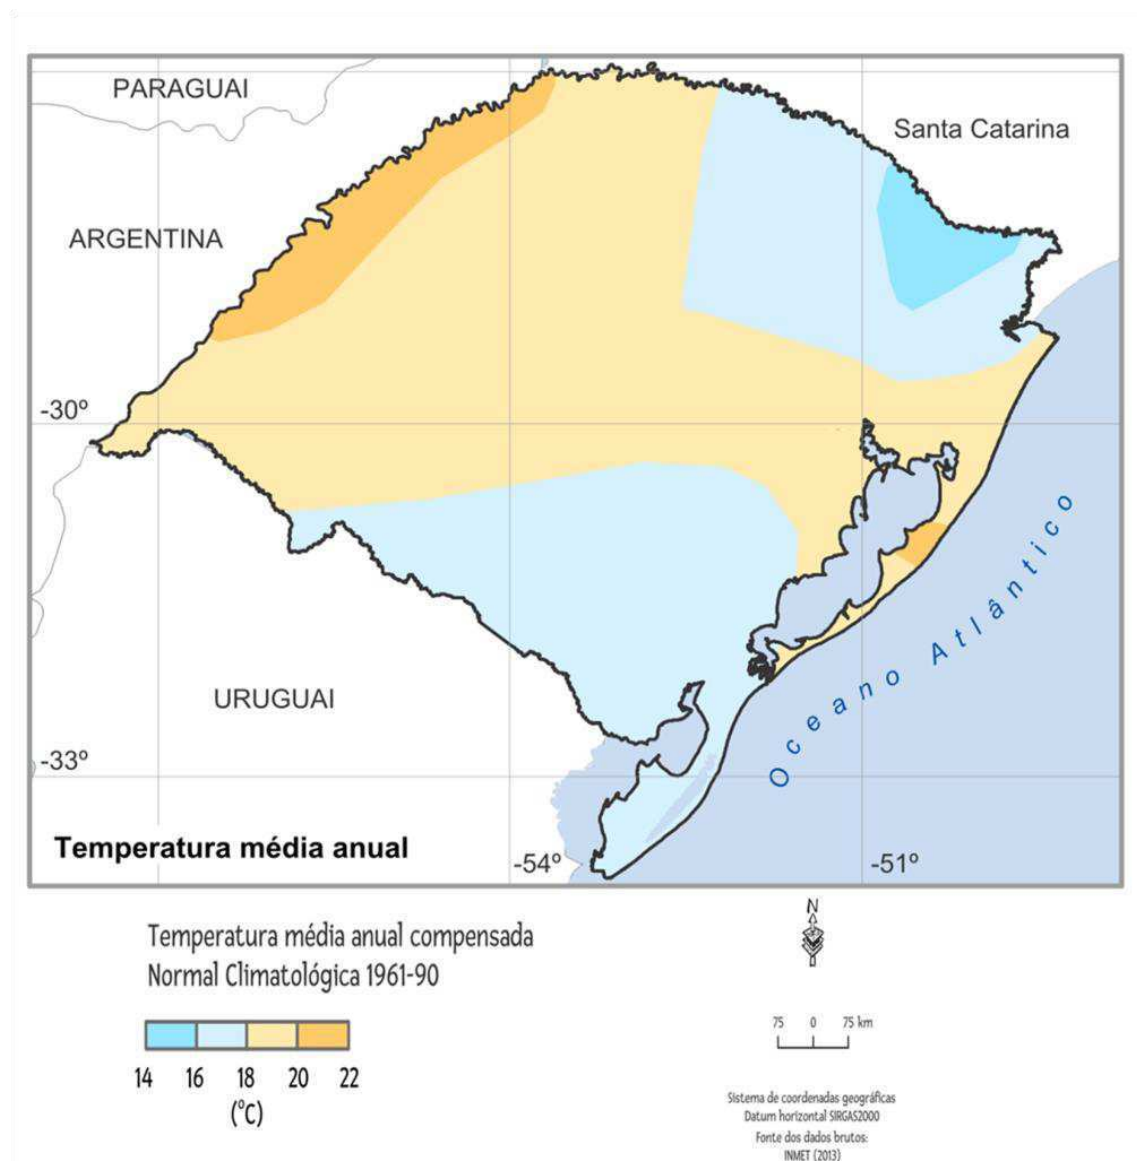 PARAGUAI
Santa Catarina
ARGENTINA
-30º
Oceano Atlântico
URUGUAI
-33º
Temperatura média anual
-54º
-51º
N
Temperatura média anual compensada
Normal Climatológica 1961-90
75 0 75 km
14 16 18 20 22
(°C)
Sistema de coordenadas geográficas
Datum horizontal SIRGAS2000
Fonte dos dados brutos:
INMET (2013)